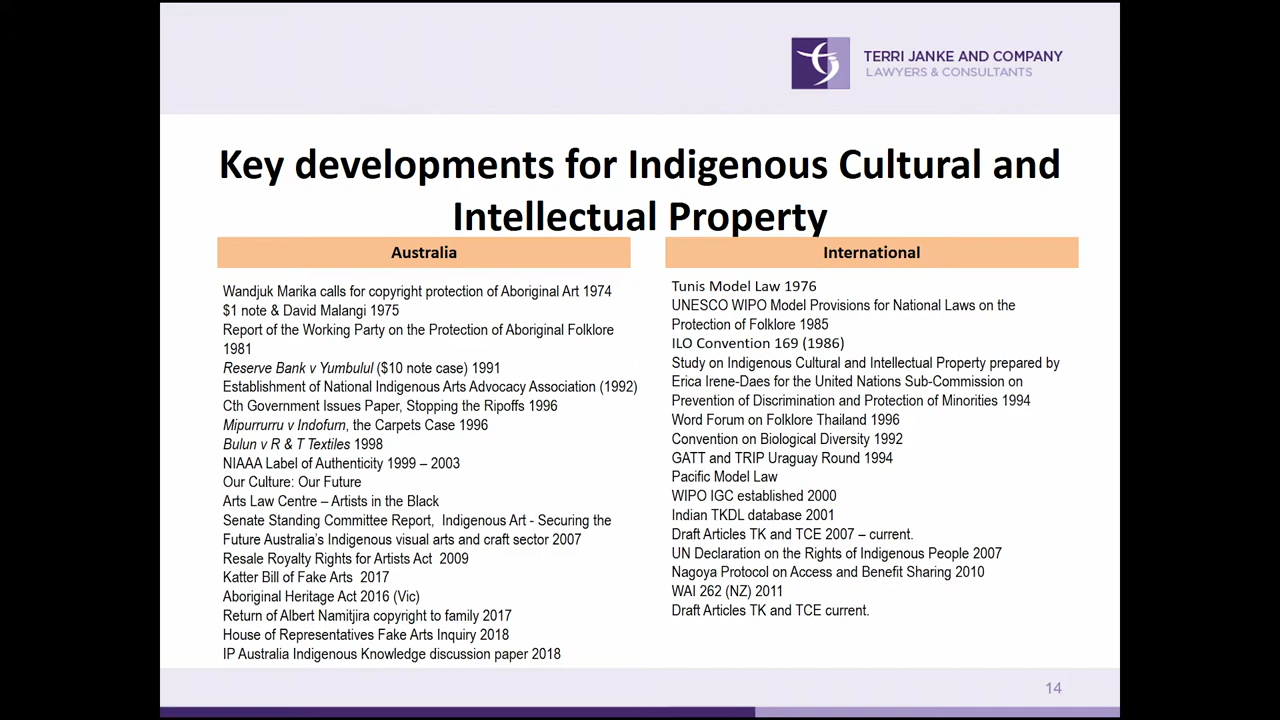 TERRI JANKE AND COMPANY
LAWYERS & CONSULTANTS
Key developments for Indigenous Cultural and
Intellectual Property
Australia
Wandjuk Marika calls for copyright protection of Aboriginal Art 1974
$1 note & David Malangi 1975
Report of the Working Party on the Protection of Aboriginal Folklore
1981
Reserve Bank v Yumbulul ($10 note case) 1991
Establishment of National Indigenous Arts Advocacy Association (1992)
Cth Government Issues Paper, Stopping the Ripoffs 1996
Mipurrurru v Indofurn, the Carpets Case 1996
Bulun v R & T Textiles 1998
NIAAA Label of Authenticity 1999 – 2003
Our Culture: Our Future
Arts Law Centre – Artists in the Black
Senate Standing Committee Report, Indigenous Art - Securing the
Future Australia's Indigenous visual arts and craft sector 2007
Resale Royalty Rights for Artists Act 2009
Katter Bill of Fake Arts 2017
Aboriginal Heritage Act 2016 (Vic)
Return of Albert Namitjira copyright to family 2017
House of Representatives Fake Arts Inquiry 2018
IP Australia Indigenous Knowledge discussion paper 2018
International
Tunis Model Law 1976
UNESCO WIPO Model Provisions for National Laws on the
Protection of Folklore 1985
ILO Convention 169 (1986)
Study on Indigenous Cultural and Intellectual Property prepared by
Erica Irene-Daes for the United Nations Sub-Commission on
Prevention of Discrimination and Protection of Minorities 1994
Word Forum on Folklore Thailand 1996
Convention on Biological Diversity 1992
GATT and TRIP Uraguay Round 1994
Pacific Model Law
WIPO IGC established 2000
Indian TKDL database 2001
Draft Articles TK and TCE 2007 – current.
UN Declaration on the Rights of Indigenous People 2007
Nagoya Protocol on Access and Benefit Sharing 2010
WAI 262 (NZ) 2011
Draft Articles TK and TCE current.
14